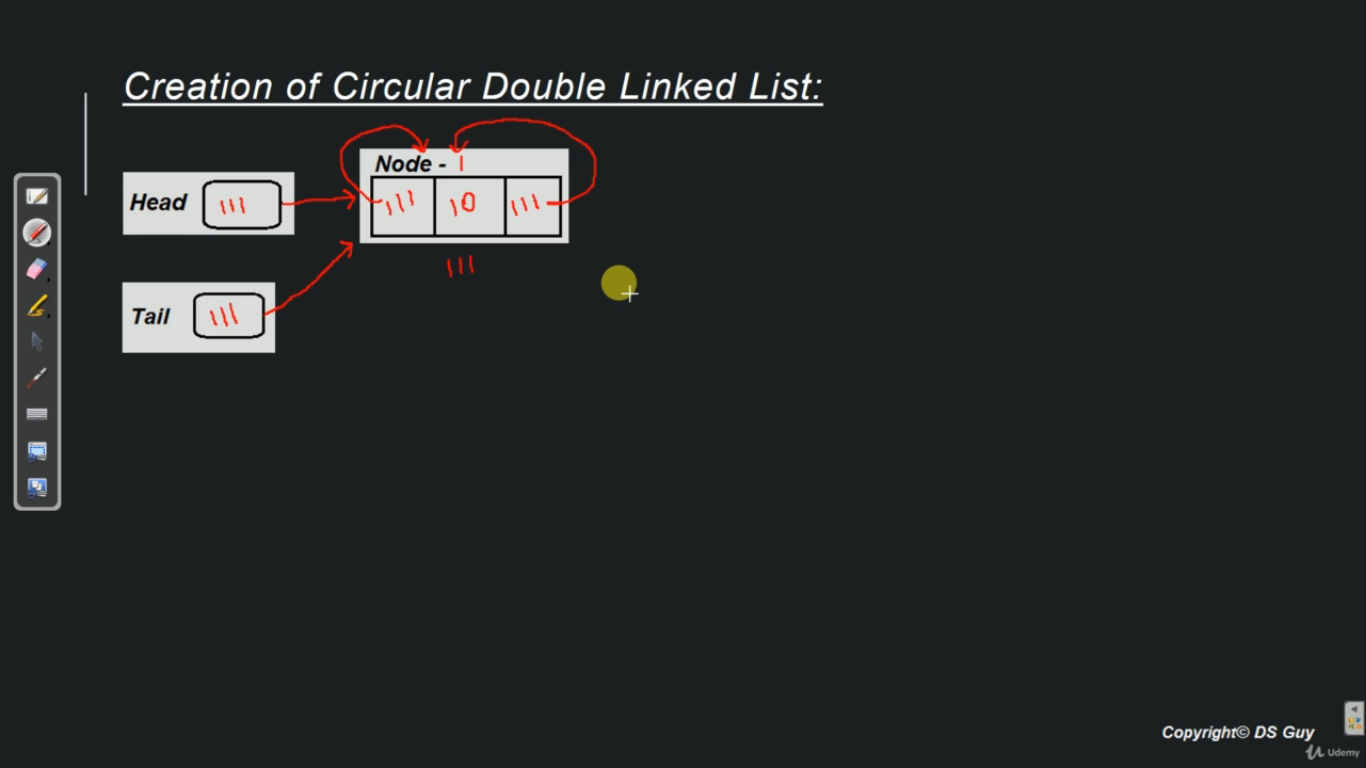 Creation of Circular Double Linked List:
Node - 1
Head 111
111 10 111
111
Tail 111
Copyright© DS Guy
Udemy